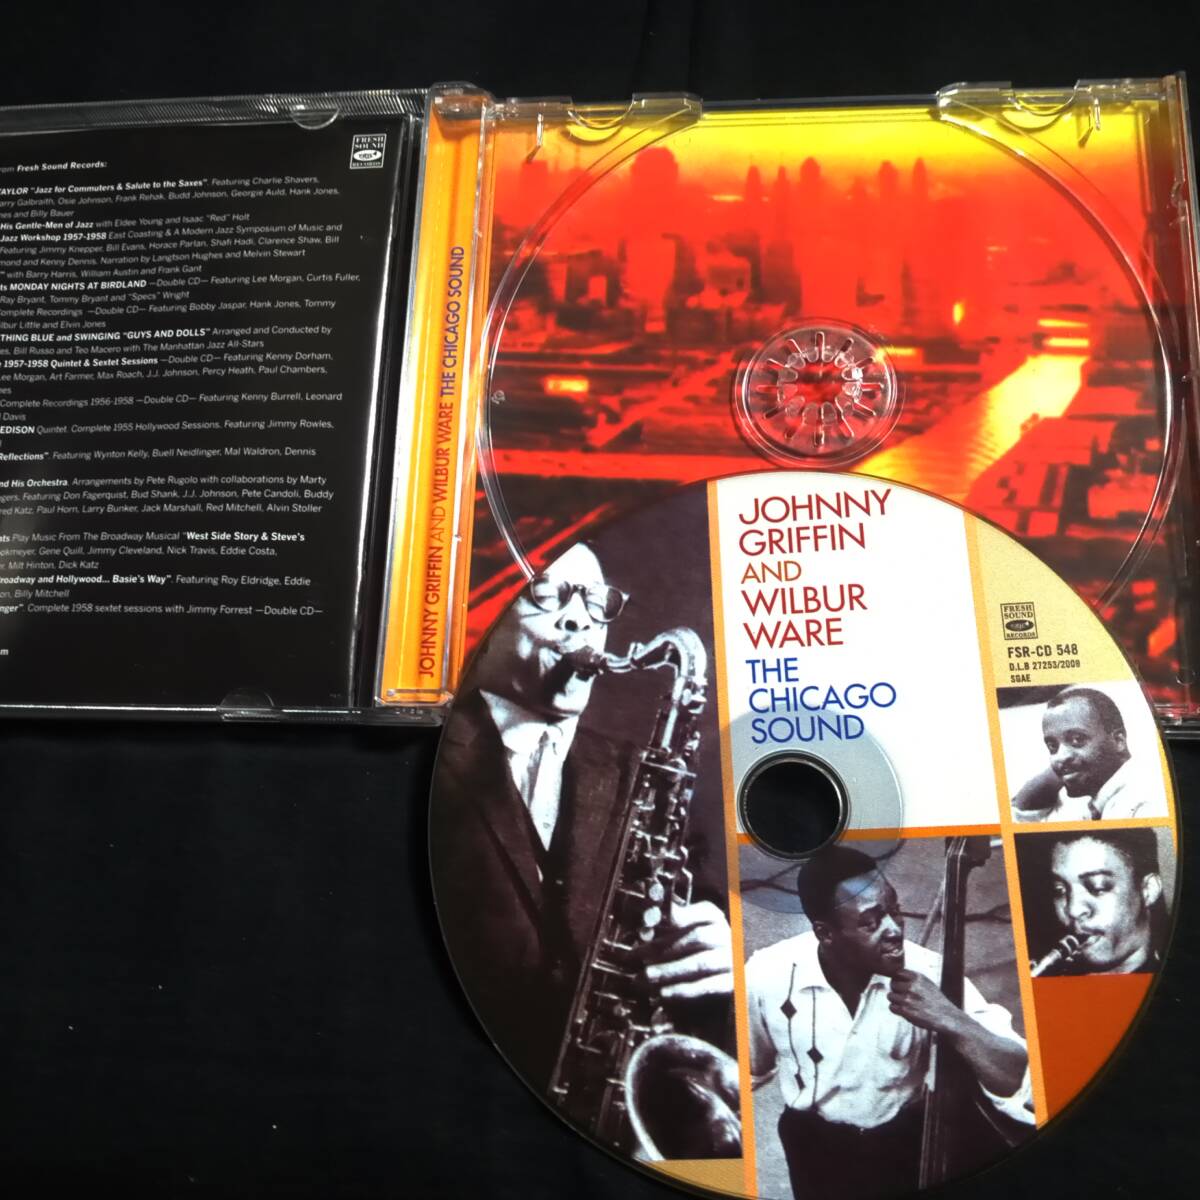 FRESH
SOUND
RECORDS
from Fresh Sound Records:
TAYLOR "Jazz for Commuters & Salute to the Saxes". Featuring Charlie Shavers,
arry Galbraith, Osie Johnson, Frank Rehak, Budd Johnson, Georgie Auld, Hank Jones,
nes and Billy Bauer
His Gentle-Men of Jazz with Eldee Young and Isaac "Red" Holt
Jazz Workshop 1957-1958 East Coasting & A Modern Jazz Symposium of Music and
Featuring Jimmy Knepper, Bill Evans, Horace Parlan, Shafi Hadi, Clarence Shaw, Bill
mond and Kenny Dennis. Narration by Langston Hughes and Melvin Stewart
" with Barry Harris, William Austin and Frank Gant
ts MONDAY NIGHTS AT BIRDLAND —Double CD— Featuring Lee Morgan, Curtis Fuller,
Ray Bryant, Tommy Bryant and "Specs" Wright
Complete Recordings —Double CD— Featuring Bobby Jaspar, Hank Jones, Tommy
lbur Little and Elvin Jones
THING BLUE and SWINGING "GUYS AND DOLLS" Arranged and Conducted by
es, Bill Russo and Teo Macero with The Manhattan Jazz All-Stars
1957-1958 Quintet & Sextet Sessions —Double CD— Featuring Kenny Dorham,
Lee Morgan, Art Farmer, Max Roach, J.J. Johnson, Percy Heath, Paul Chambers,
nes
Complete Recordings 1956-1958 —Double CD— Featuring Kenny Burrell, Leonard
Davis
EDISON Quintet. Complete 1955 Hollywood Sessions. Featuring Jimmy Rowles,
Reflections". Featuring Wynton Kelly, Buell Neidlinger, Mal Waldron, Dennis
nd His Orchestra. Arrangements by Pete Rugolo with collaborations by Marty
gers. Featuring Don Fagerquist, Bud Shank, J.J. Johnson, Pete Candoli, Buddy
red Katz, Paul Horn, Larry Bunker, Jack Marshall, Red Mitchell, Alvin Stoller
nts Play Music From The Broadway Musical "West Side Story & Steve's
okmeyer, Gene Quill, Jimmy Cleveland, Nick Travis, Eddie Costa,
r, Milt Hinton, Dick Katz
roadway and Hollywood... Basie's Way". Featuring Roy Eldridge, Eddie
on, Billy Mitchell
nger". Complete 1958 sextet sessions with Jimmy Forrest —Double CD—
om
JOHNNY GRIFFIN AND WILBUR WARE THE CHICAGO SOUND
JOHNNY
GRIFFIN
AND
WILBUR
WARE
THE
CHICAGO
SOUND
FRESH
SOUND
RECORDS
FSR-CD 548
D.L.B 27253/2009
SGAE